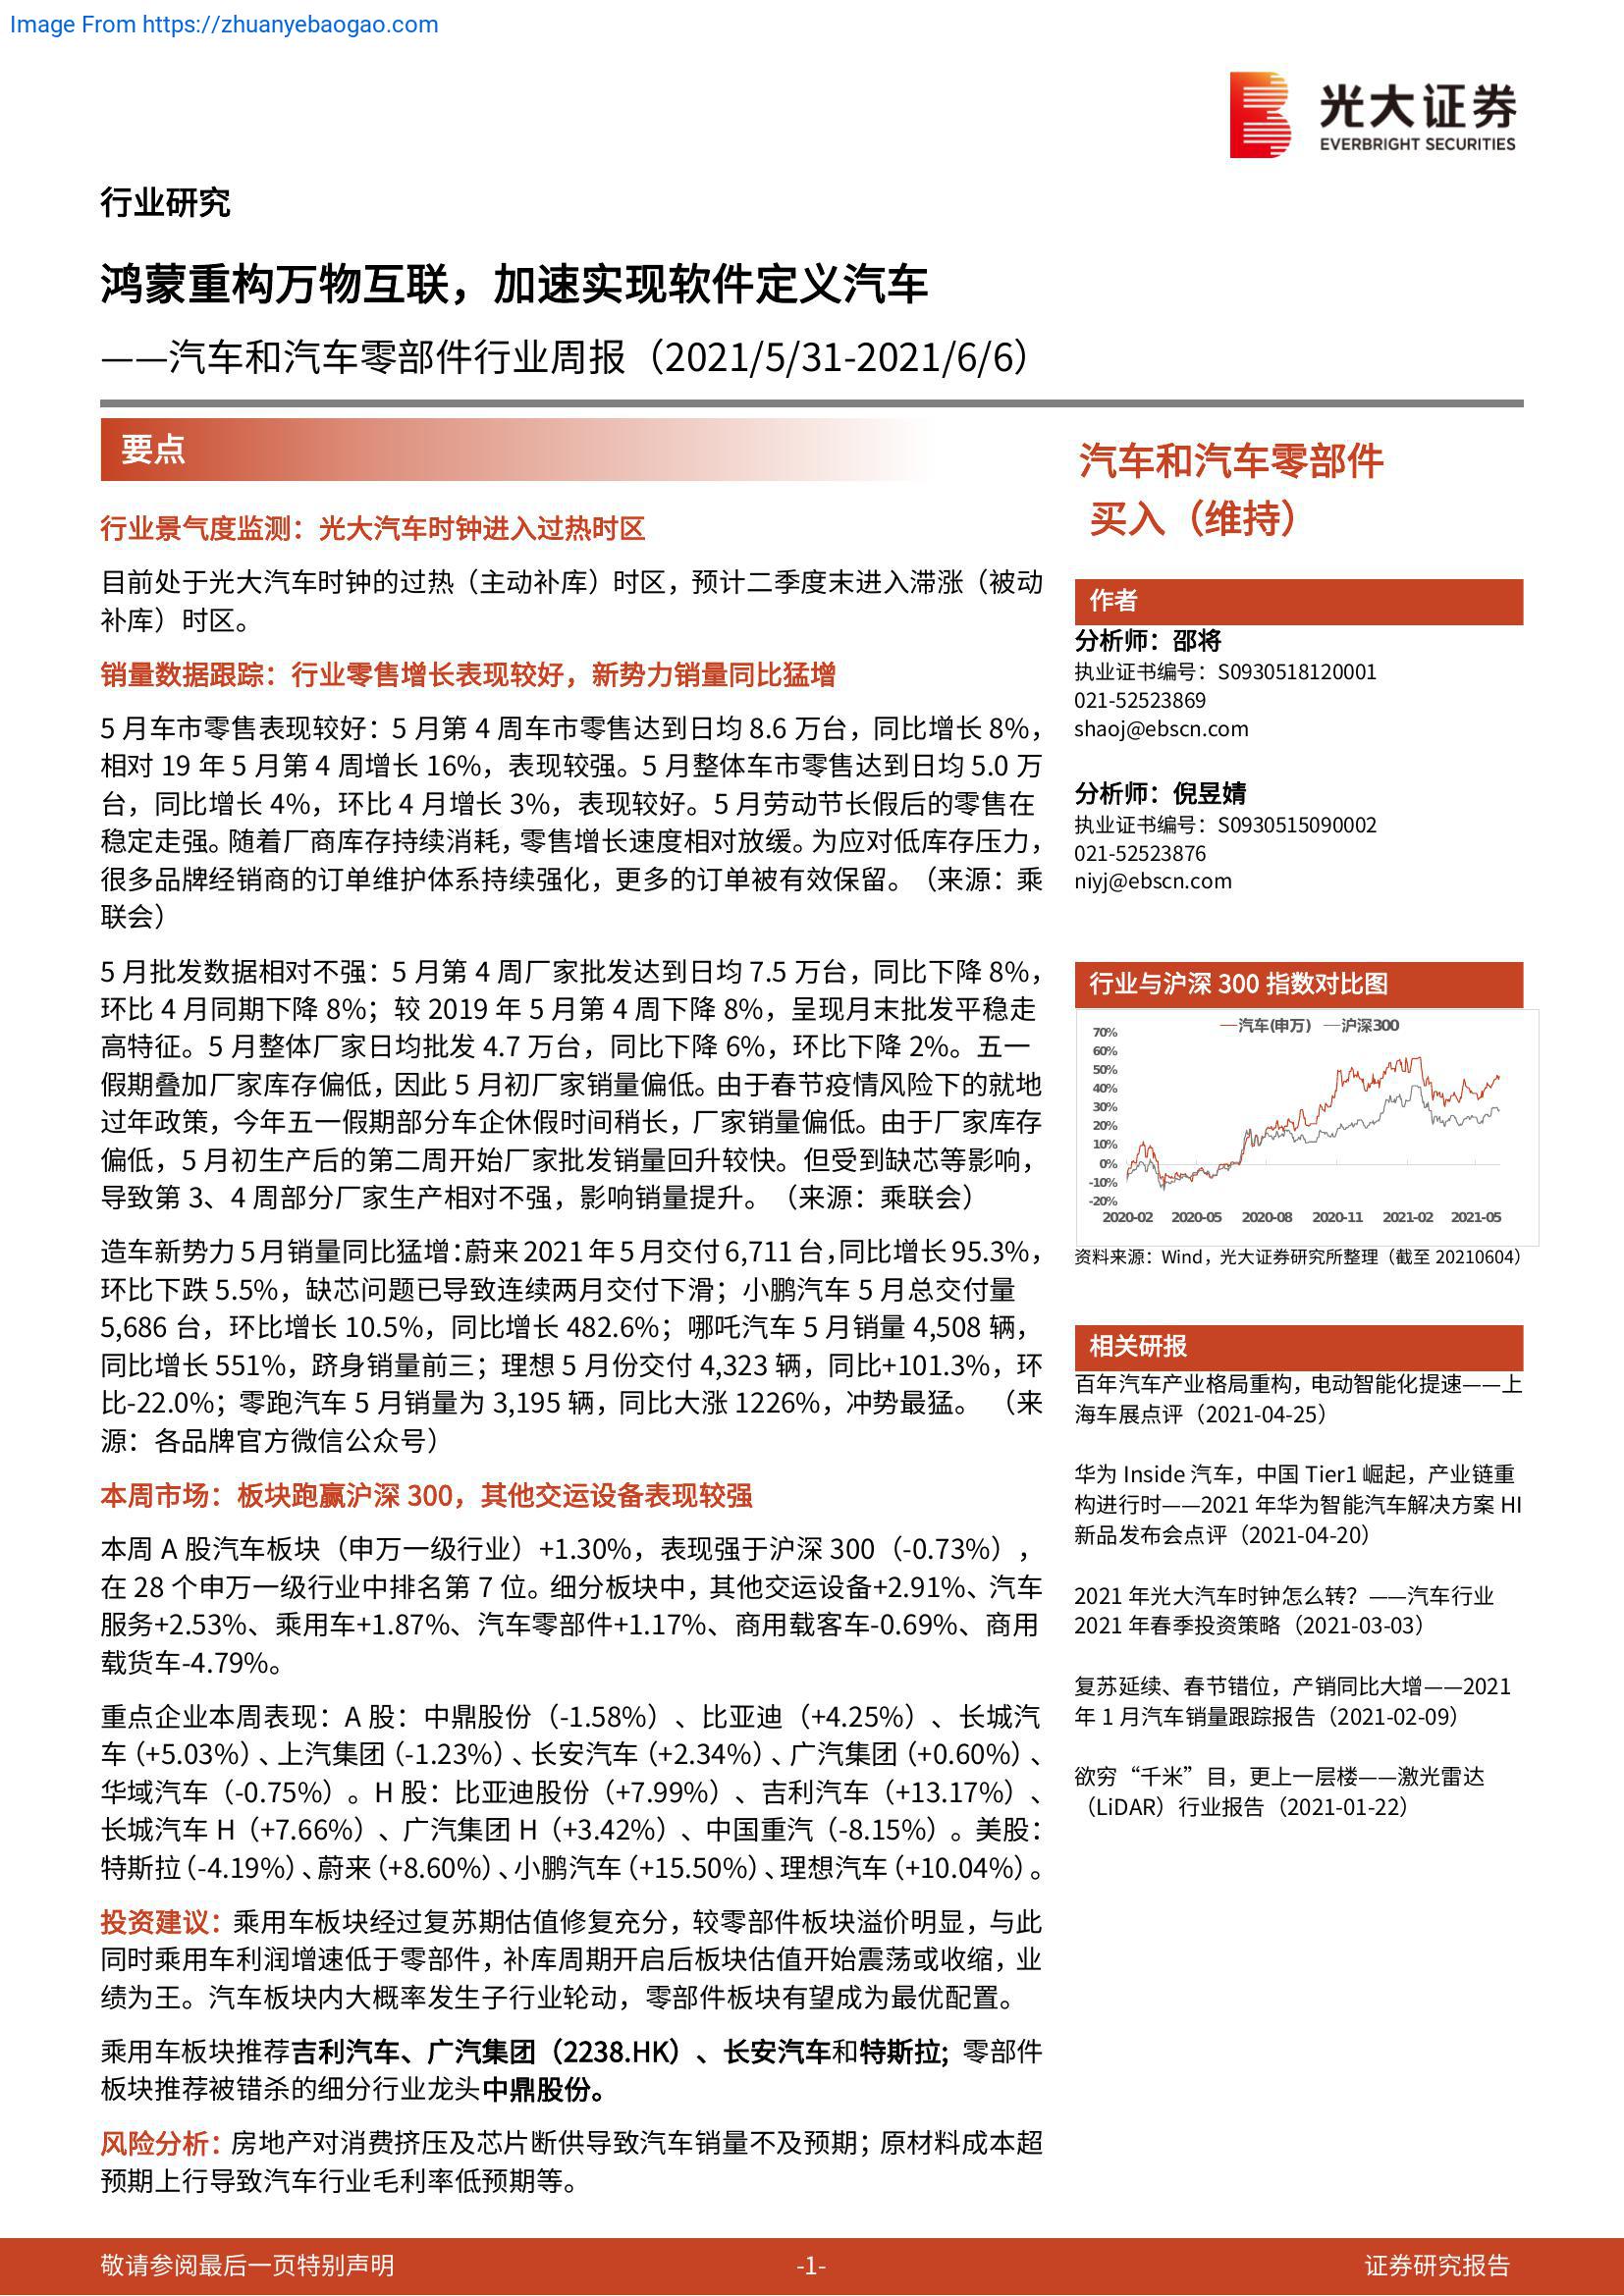 Image From https://zhuanyebaogao.com
光大证券
EVERBRIGHT SECURITIES
行业研究
鸿蒙重构万物互联，加速实现软件定义汽车
——汽车和汽车零部件行业周报（2021/5/31-2021/6/6）
要点
行业景气度监测：光大汽车时钟进入过热时区
目前处于光大汽车时钟的过热（主动补库）时区，预计二季度末进入滞涨（被动
补库）时区。
销量数据跟踪：行业零售增长表现较好，新势力销量同比猛增
5 月车市零售表现较好：5 月第 4 周车市零售达到日均 8.6 万台，同比增长 8%，
相对 19 年 5 月第 4 周增长 16%，表现较强。5 月整体车市零售达到日均 5.0 万
台，同比增长 4%，环比 4 月增长 3%，表现较好。5 月劳动节长假后的零售在
稳定走强。随着厂商库存持续消耗，零售增长速度相对放缓。为应对低库存压力，
很多品牌经销商的订单维护体系持续强化，更多的订单被有效保留。（来源：乘
联会）
5 月批发数据相对不强：5 月第 4 周厂家批发达到日均 7.5 万台，同比下降 8%，
环比 4 月同期下降 8%；较 2019 年 5 月第 4 周下降 8%，呈现月末批发平稳走
高特征。5 月整体厂家日均批发 4.7 万台，同比下降 6%，环比下降 2%。五一
假期叠加厂家库存偏低，因此 5 月初厂家销量偏低。由于春节疫情风险下的就地
过年政策，今年五一假期部分车企休假时间稍长，厂家销量偏低。由于厂家库存
偏低，5 月初生产后的第二周开始厂家批发销量回升较快。但受到缺芯等影响，
导致第 3、4 周部分厂家生产相对不强，影响销量提升。（来源：乘联会）
造车新势力 5 月销量同比猛增：蔚来 2021 年 5 月交付 6,711 台，同比增长 95.3%，
环比下跌 5.5%，缺芯问题已导致连续两月交付下滑；小鹏汽车 5 月总交付量
5,686 台，环比增长 10.5%，同比增长 482.6%；哪吒汽车 5 月销量 4,508 辆，
同比增长 551%，跻身销量前三；理想 5 月份交付 4,323 辆，同比+101.3%，环
比-22.0%；零跑汽车 5 月销量为 3,195 辆，同比大涨 1226%，冲势最猛。（来
源：各品牌官方微信公众号）
本周市场：板块跑赢沪深 300，其他交运设备表现较强
本周 A 股汽车板块（申万一级行业）+1.30%，表现强于沪深 300（-0.73%），
在 28 个申万一级行业中排名第 7 位。细分板块中，其他交运设备+2.91%、汽车
服务+2.53%、乘用车+1.87%、汽车零部件+1.17%、商用载客车-0.69%、商用
载货车-4.79%。
重点企业本周表现：A 股：中鼎股份（-1.58%）、比亚迪（+4.25%）、长城汽
车（+5.03%）、上汽集团（-1.23%）、长安汽车（+2.34%）、广汽集团（+0.60%）、
华域汽车（-0.75%）。H 股：比亚迪股份（+7.99%）、吉利汽车（+13.17%）、
长城汽车 H（+7.66%）、广汽集团 H（+3.42%）、中国重汽（-8.15%）。美股：
特斯拉（-4.19%）、蔚来（+8.60%）、小鹏汽车（+15.50%）、理想汽车（+10.04%）。
投资建议：乘用车板块经过复苏期估值修复充分，较零部件板块溢价明显，与此
同时乘用车利润增速低于零部件，补库周期开启后板块估值开始震荡或收缩，业
绩为王。汽车板块内大概率发生子行业轮动，零部件板块有望成为最优配置。
乘用车板块推荐吉利汽车、广汽集团（2238.HK）、长安汽车和特斯拉; 零部件
板块推荐被错杀的细分行业龙头中鼎股份。
风险分析：房地产对消费挤压及芯片断供导致汽车销量不及预期；原材料成本超
预期上行导致汽车行业毛利率低预期等。
汽车和汽车零部件
买入（维持）
作者
分析师：邵将
执业证书编号：S0930518120001
021-52523869
shaoj@ebscn.com
分析师：倪昱婧
执业证书编号：S0930515090002
021-52523876
niyj@ebscn.com
行业与沪深 300 指数对比图
汽车(申万) 沪深300
70%
60%
50%
40%
30%
20%
10%
0%
-10%
-20%
2020-02 2020-05 2020-08 2020-11 2021-02 2021-05
资料来源：Wind，光大证券研究所整理（截至 20210604）
相关研报
百年汽车产业格局重构，电动智能化提速——上
海车展点评（2021-04-25）
华为 Inside 汽车，中国 Tier1 崛起，产业链重
构进行时——2021 年华为智能汽车解决方案 HI
新品发布会点评（2021-04-20）
2021 年光大汽车时钟怎么转？——汽车行业
2021 年春季投资策略（2021-03-03）
复苏延续、春节错位，产销同比大增——2021
年 1 月汽车销量跟踪报告（2021-02-09）
欲穷“千米”目，更上一层楼——激光雷达
（LiDAR）行业报告（2021-01-22）
敬请参阅最后一页特别声明
-1-
证券研究报告